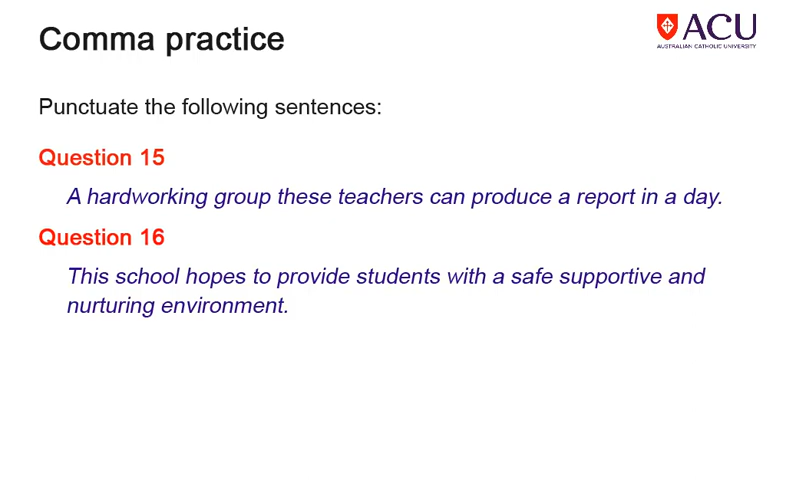 Comma practice
ACU
AUSTRALIAN CATHOLIC UNIVERSITY
Punctuate the following sentences:
Question 15
A hardworking group these teachers can produce a report in a day.
Question 16
This school hopes to provide students with a safe supportive and
nurturing environment.